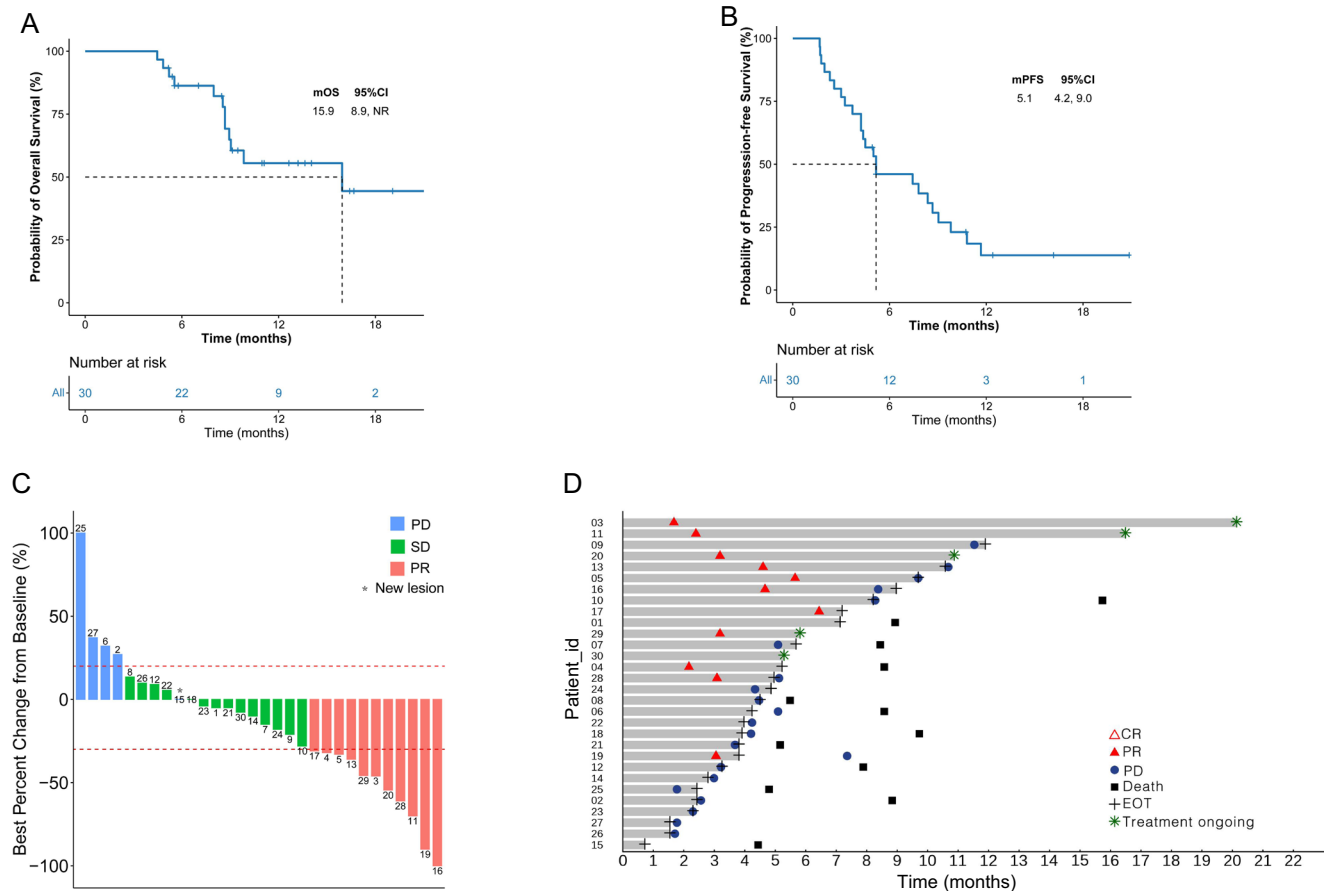 A
Probability of Overall Survival (%)
100
75
50
25
0
mOS 95%CI
15.9 8.9, NR
0 6 12 18
Time (months)
Number at risk
All 30 22 9 2
0 6 12 18
Time (months)
B
Probability of Progresssion-free Survival (%)
100
75
50
25
0
mPFS 95%CI
5.1 4.2, 9.0
0 6 12 18
Time (months)
Number at risk
All 30 12 3 1
0 6 12 18
Time (months)
C
Best Percent Change from Baseline (%)
100
50
0
−50
−100
PD
SD
PR
* New lesion
25
27
6
2
8
26
12
22
*
15
18
23
1
21
30
14
7
24
9
10
17
4
5
13
29
3
20
61
28
11
19
16
D
Patient_id
03
11
09
20
13
05
16
10
17
01
29
07
30
04
28
24
08
06
22
18
21
19
12
14
25
02
23
27
26
15
CR
PR
PD
Death
EOT
Treatment ongoing
0 1 2 3 4 5 6 7 8 9 10 11 12 13 14 15 16 17 18 19 20 21 22
Time (months)